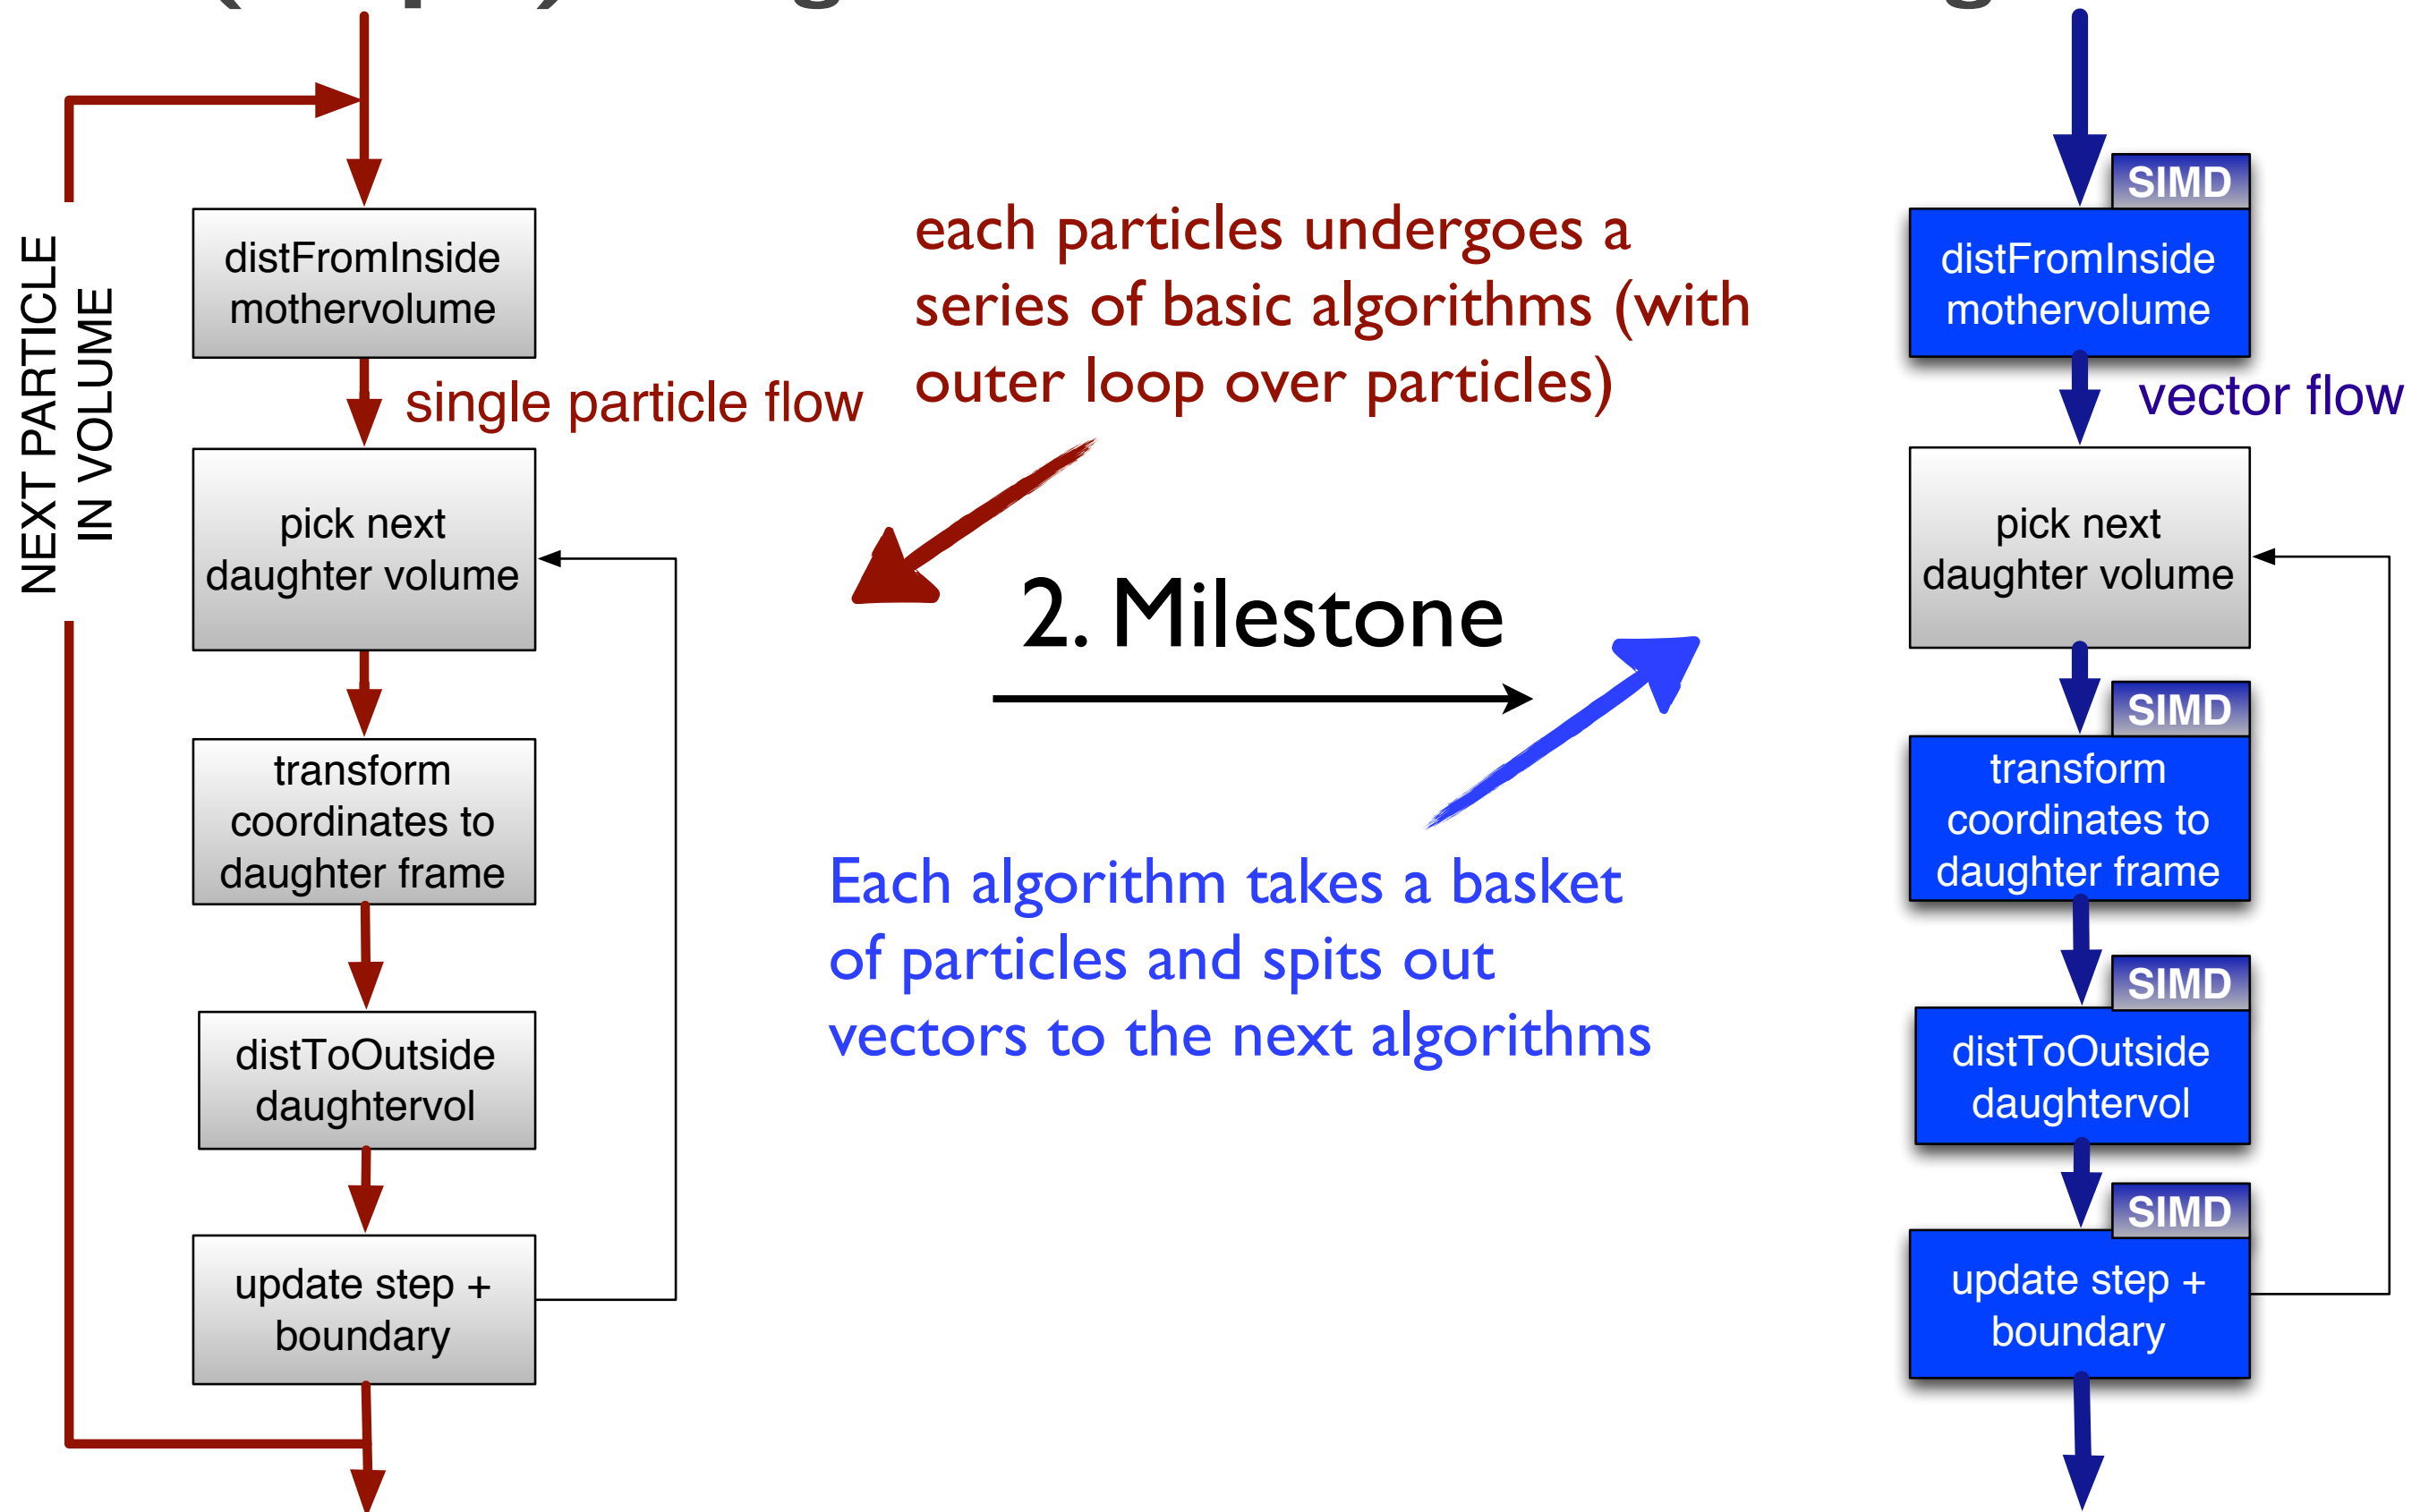 NEXT PARTICLE
IN VOLUME
distFromInside
mothervolume
single particle flow
pick next
daughter volume
transform
coordinates to
daughter frame
distToOutside
daughtervol
update step +
boundary
each particles undergoes a
series of basic algorithms (with
outer loop over particles)
2. Milestone
Each algorithm takes a basket
of particles and spits out
vectors to the next algorithms
SIMD
distFromInside
mothervolume
vector flow
pick next
daughter volume
SIMD
transform
coordinates to
daughter frame
SIMD
distToOutside
daughtervol
SIMD
update step +
boundary